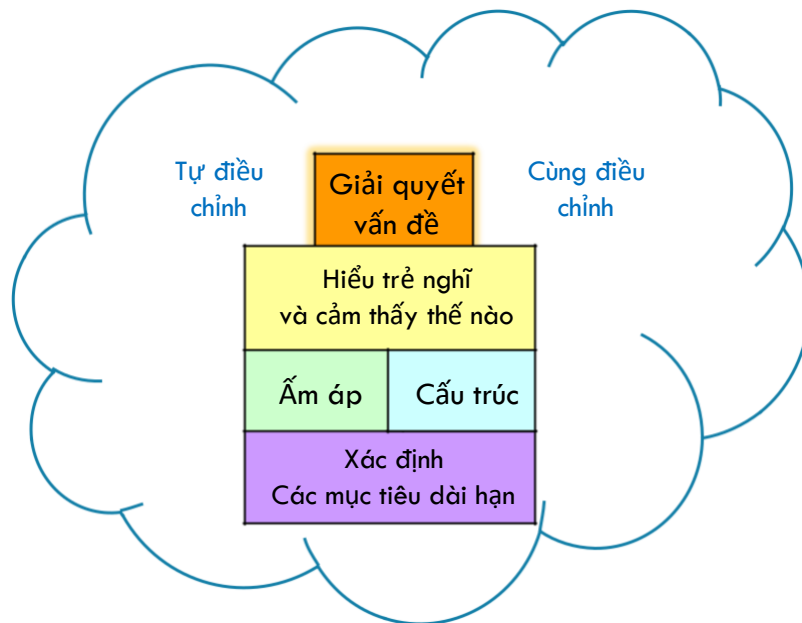 Tự điều
chỉnh
Giải quyết
vấn đề
Cùng điều
chỉnh
Hiểu trẻ nghĩ
và cảm thấy thế nào
Ấm áp
Cấu trúc
Xác định
Các mục tiêu dài hạn